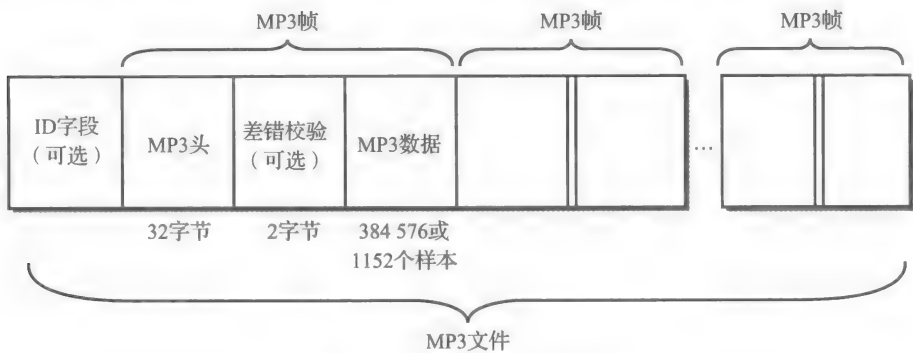 MP3帧
MP3帧
MP3帧
ID字段
（可选）
MP3头
差错校验
（可选）
MP3数据
...
32字节
2字节
384 576或
1152个样本
MP3文件